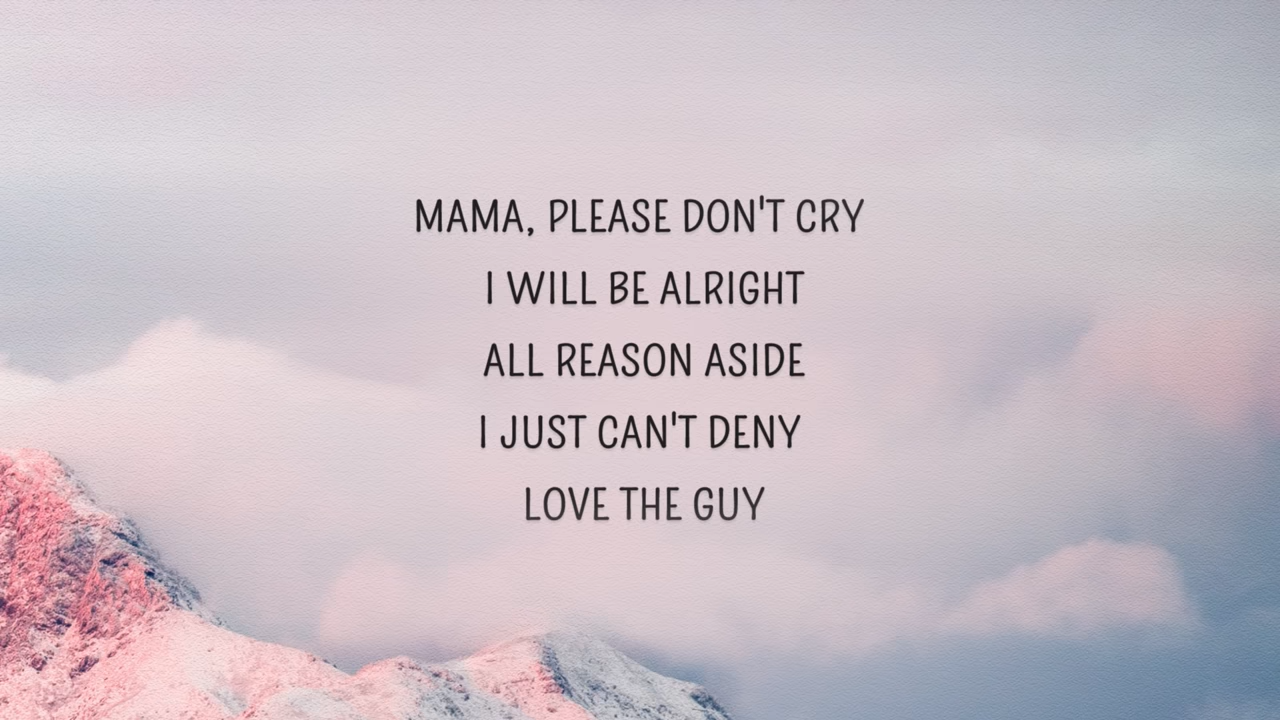 MAMA, PLEASE DON'T CRY
I WILL BE ALRIGHT
ALL REASON ASIDE
I JUST CAN'T DENY
LOVE THE GUY